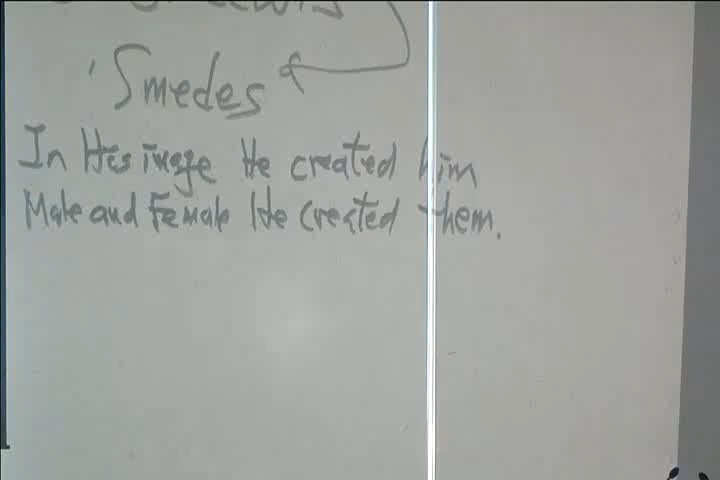 Smedes
In His image He created him
Male and Female He created them.